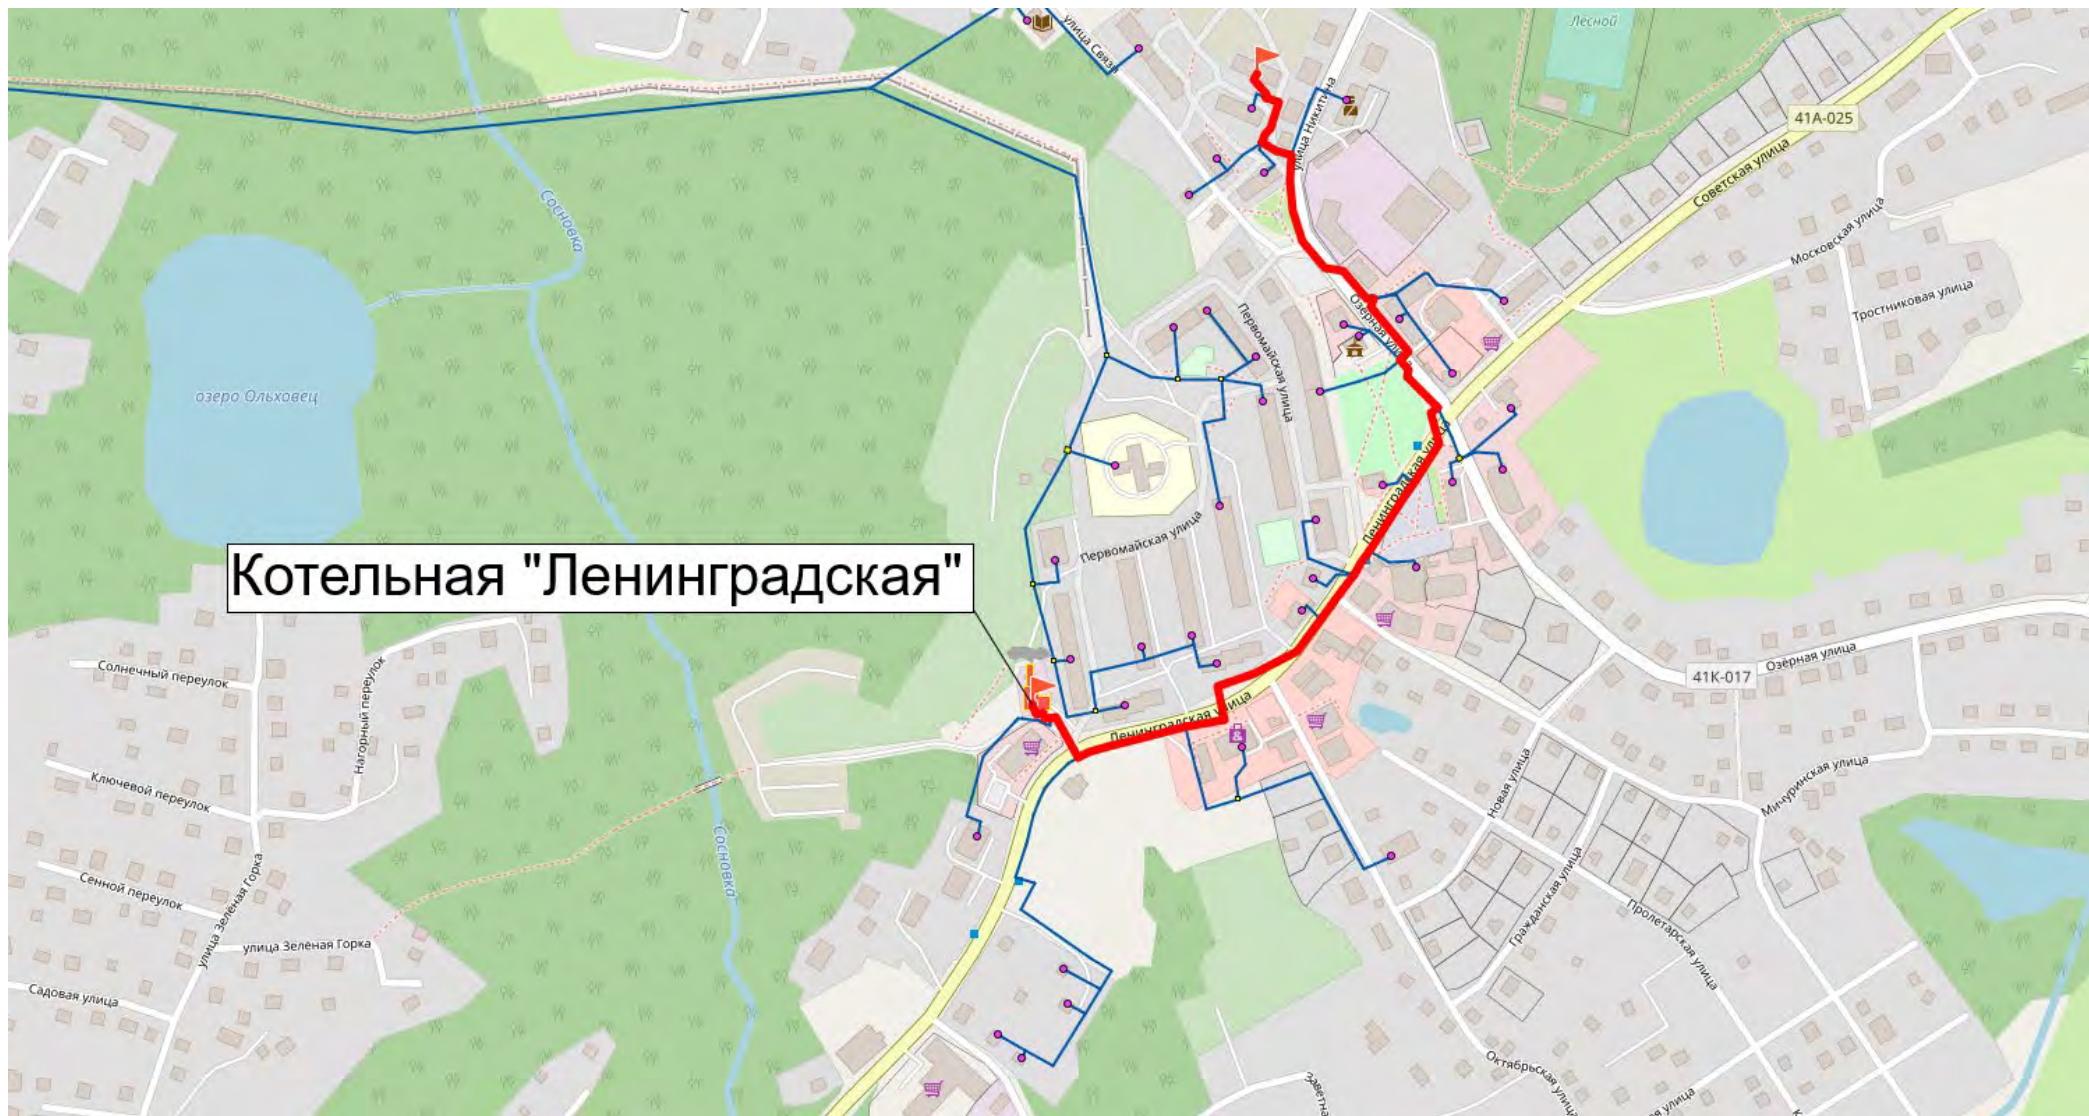 Лесной
улица Связи
улица Никитина
41А-025
Советская улица
Сосновка
Московская улица
Тростниковая улица
Первомайская улица
Озёрная улица
озеро Ольховец
Ленинградская улица
Первомайская улица
Котельная "Ленинградская"
Солнечный переулок
Нагорный переулок
41К-017
Озёрная улица
Ленинградская улица
Ключевой переулок
Новая улица
Мичуринская улица
Сосновка
Сенной переулок
улица Зелёная Горка
улица Зелёная Горка
Гражданская улица
Пролетарская улица
Садовая улица
Октябрьская улица
Заветна
я улица